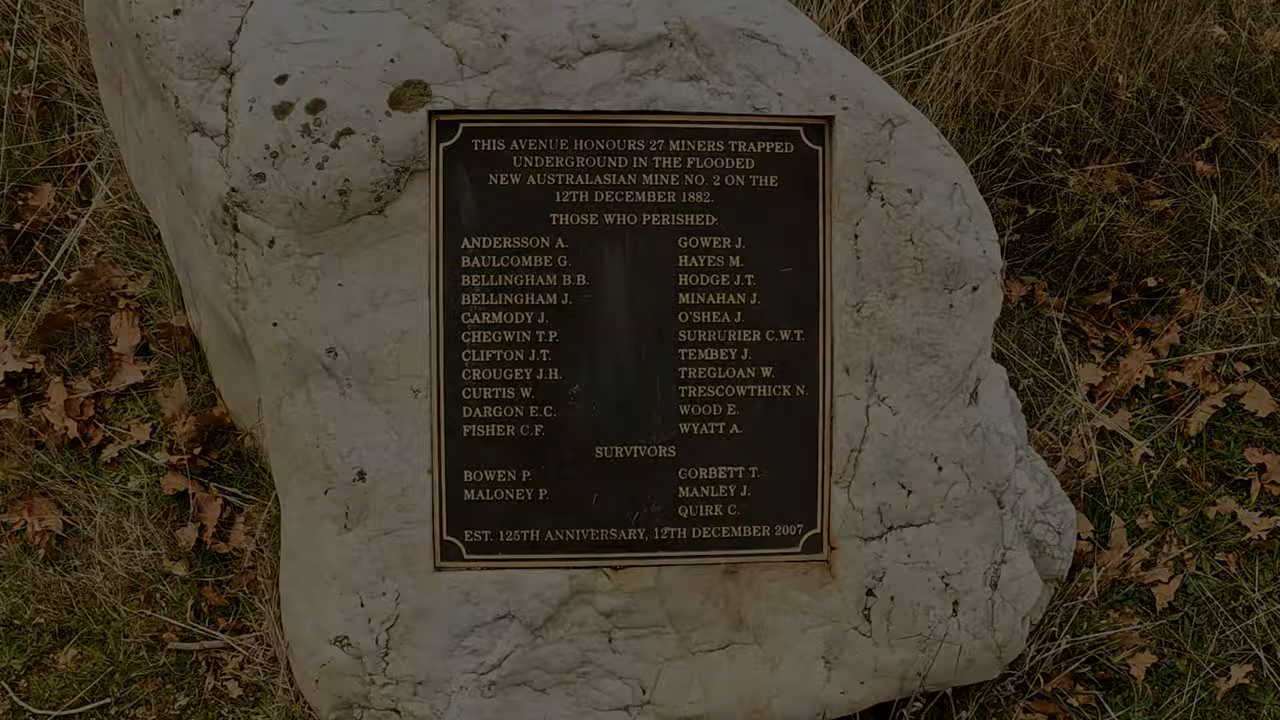 THIS AVENUE HONOURS 27 MINERS TRAPPED
UNDERGROUND IN THE FLOODED
NEW AUSTRALASIAN MINE NO. 2 ON THE
12TH DECEMBER 1882.
THOSE WHO PERISHED:
ANDERSSON A. GOWER J.
BAULCOMBE G. HAYES M.
BELLINGHAM B.B. HODGE J.T.
BELLINGHAM J. MINAHAN J.
CARMODY J. O'SHEA J.
CHEGWIN T.P. SURRURIER C.W.T.
CLIFTON J.T. TEMBEY J.
CROUGEY J.H. TREGLOAN W.
CURTIS W. TRESCOWTHICK N.
DARGON E.C. WOOD E.
FISHER C.F. WYATT A.
SURVIVORS
BOWEN P. CORBETT T.
MALONEY P. MANLEY J.
QUIRK C.
EST. 125TH ANNIVERSARY, 12TH DECEMBER 2007